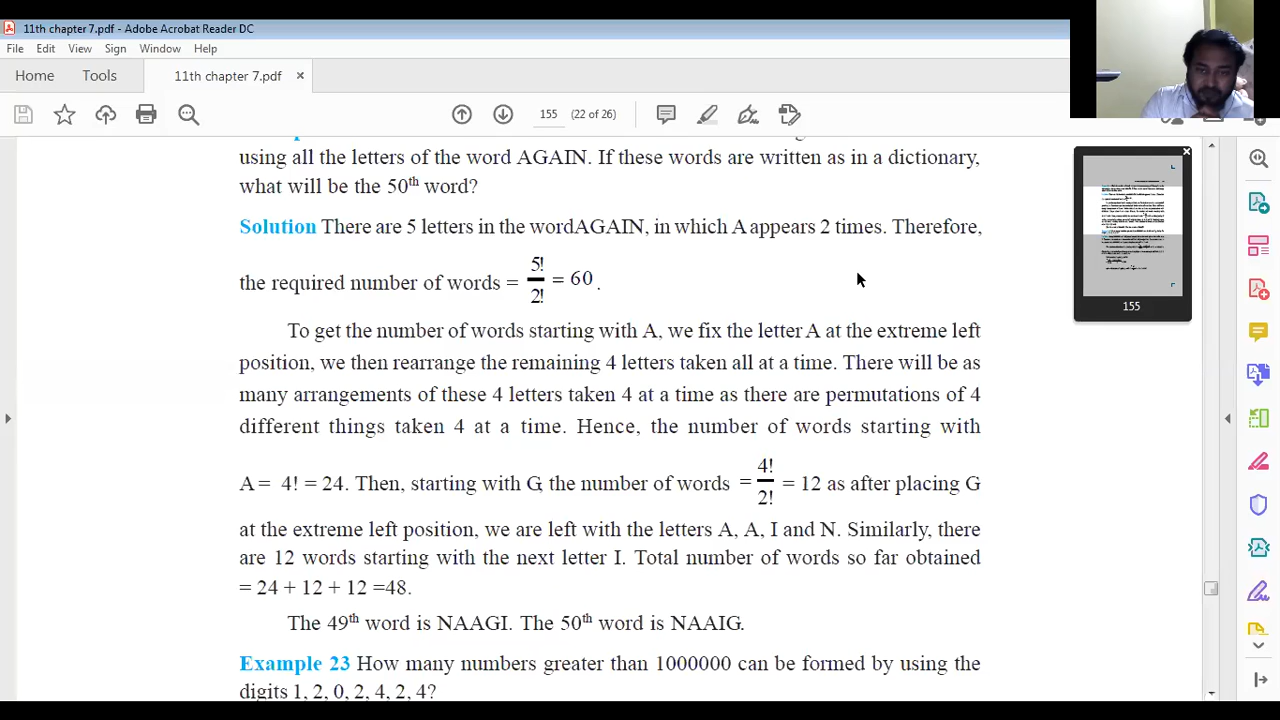 11th chapter 7.pdf - Adobe Acrobat Reader DC
File Edit View Sign Window Help
Home Tools 11th chapter 7.pdf ×
155 (22 of 26)
using all the letters of the word AGAIN. If these words are written as in a dictionary,
what will be the 50th word?
Solution There are 5 letters in the wordAGAIN, in which A appears 2 times. Therefore,
the required number of words = 5!/2! = 60 .
To get the number of words starting with A, we fix the letter A at the extreme left
position, we then rearrange the remaining 4 letters taken all at a time. There will be as
many arrangements of these 4 letters taken 4 at a time as there are permutations of 4
different things taken 4 at a time. Hence, the number of words starting with
A = 4! = 24. Then, starting with G, the number of words = 4!/2! = 12 as after placing G
at the extreme left position, we are left with the letters A, A, I and N. Similarly, there
are 12 words starting with the next letter I. Total number of words so far obtained
= 24 + 12 + 12 =48.
The 49th word is NAAGI. The 50th word is NAAIG.
Example 23 How many numbers greater than 1000000 can be formed by using the
digits 1, 2, 0, 2, 4, 2, 4?
155